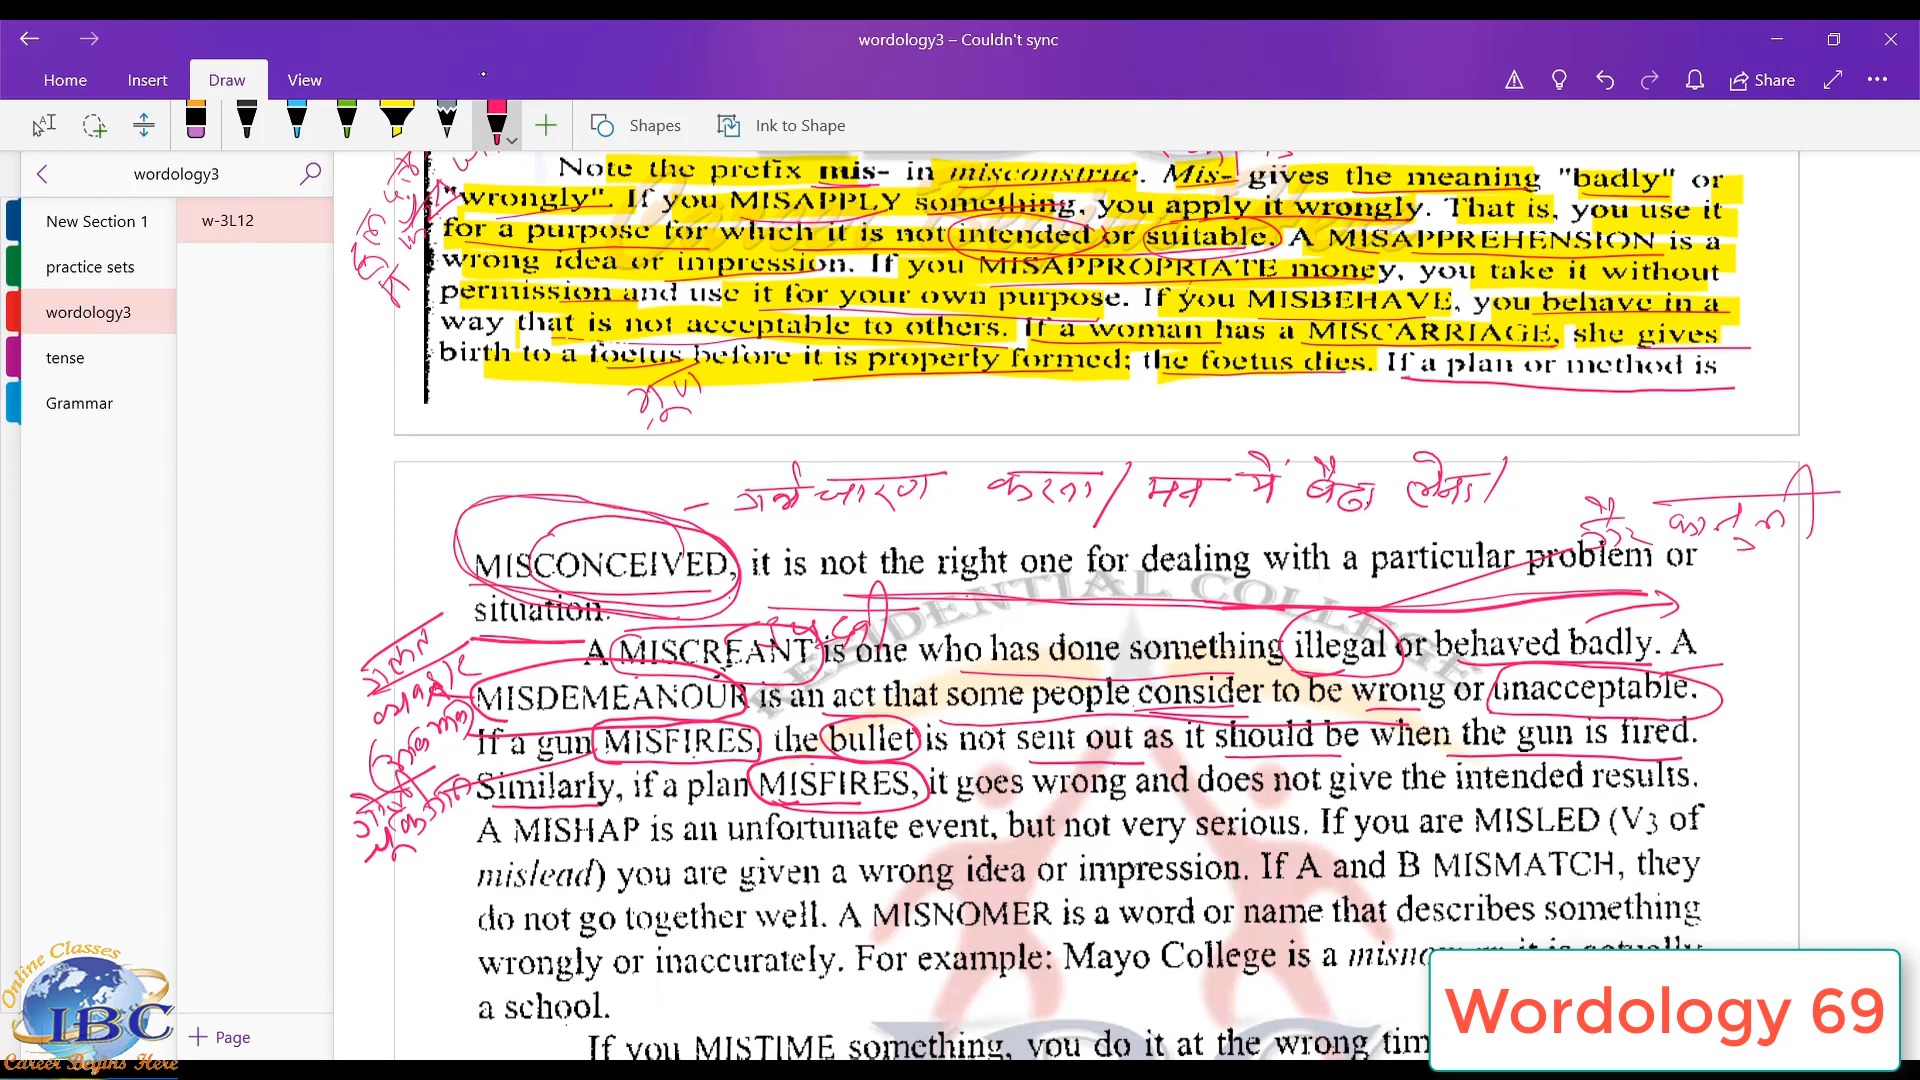 wordology3 – Couldn't sync
Home Insert Draw View Share
Shapes Ink to Shape
wordology3
New Section 1
practice sets
wordology3
tense
Grammar
w-3L12
Page
Note the prefix mis- in misconstrue. Mis- gives the meaning "badly" or
"wrongly". If you MISAPPLY something, you apply it wrongly. That is, you use it
for a purpose for which it is not intended or suitable. A MISAPPREHENSION is a
wrong idea or impression. If you MISAPPROPRIATE money, you take it without
permission and use it for your own purpose. If you MISBEHAVE, you behave in a
way that is not acceptable to others. If a woman has a MISCARRIAGE, she gives
birth to a foetus before it is properly formed; the foetus dies. If a plan or method is
करना / मन में बैठा लेना /
MISCONCEIVED, it is not the right one for dealing with a particular problem or
situation.
A MISCREANT is one who has done something illegal or behaved badly. A
MISDEMEANOUR is an act that some people consider to be wrong or unacceptable.
If a gun MISFIRES, the bullet is not sent out as it should be when the gun is fired.
Similarly, if a plan MISFIRES, it goes wrong and does not give the intended results.
A MISHAP is an unfortunate event, but not very serious. If you are MISLED (V3 of
mislead) you are given a wrong idea or impression. If A and B MISMATCH, they
do not go together well. A MISNOMER is a word or name that describes something
wrongly or inaccurately. For example: Mayo College is a
a school.
If you MISTIME something, you do it at the wrong
RESIDENTIAL COLLEGE
Online Classes
IBC
Career Begins Here
Wordology 69